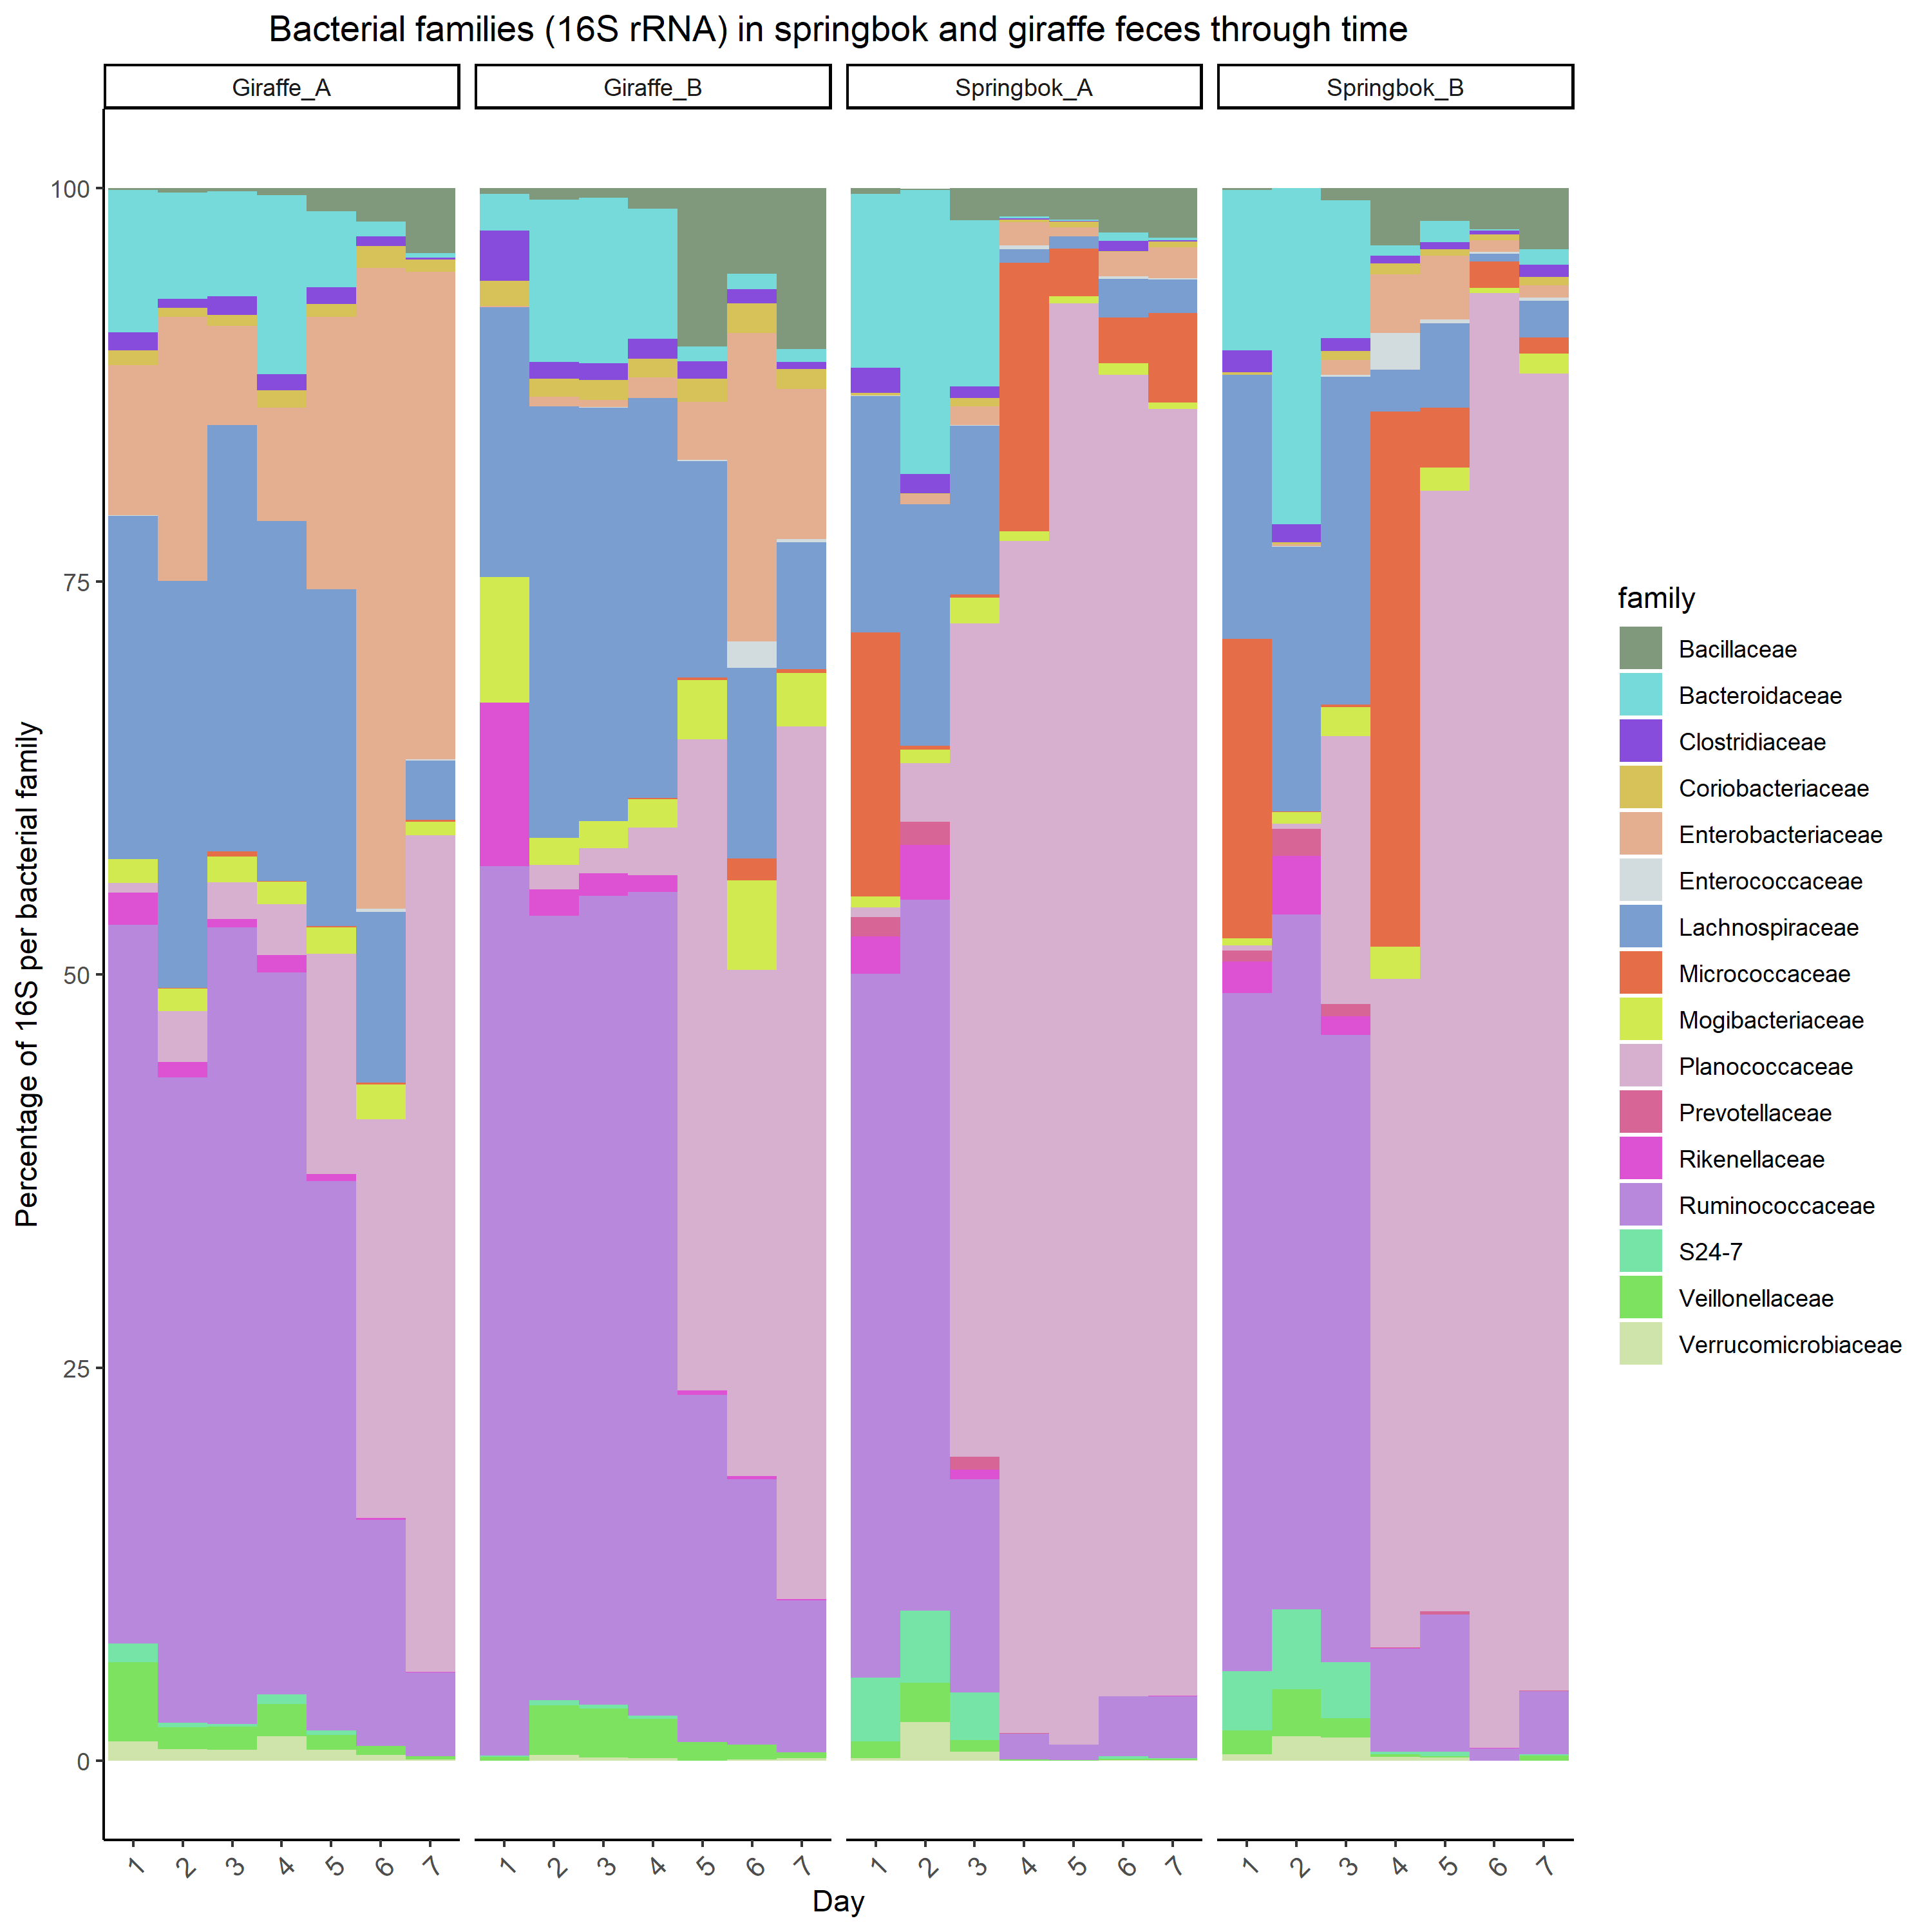 Bacterial families (16S rRNA) in springbok and giraffe feces through time
Giraffe_A Giraffe_B Springbok_A Springbok_B
Percentage of 16S per bacterial family
100
75
50
25
0
1 2 3 4 5 6 7 1 2 3 4 5 6 7 1 2 3 4 5 6 7 1 2 3 4 5 6 7
Day
family
Bacillaceae
Bacteroidaceae
Clostridiaceae
Coriobacteriaceae
Enterobacteriaceae
Enterococcaceae
Lachnospiraceae
Micrococcaceae
Mogibacteriaceae
Planococcaceae
Prevotellaceae
Rikenellaceae
Ruminococcaceae
S24-7
Veillonellaceae
Verrucomicrobiaceae